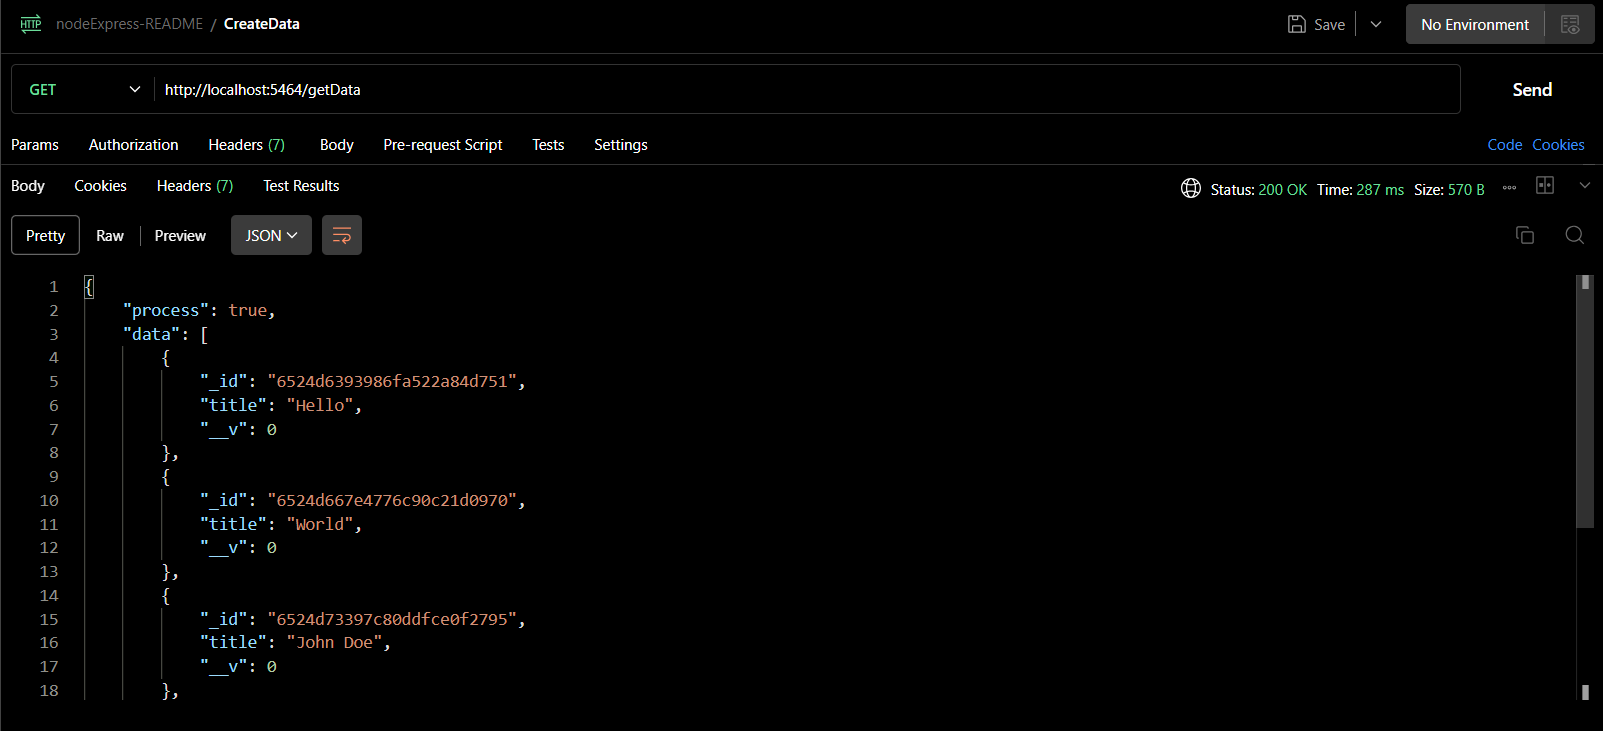 HTTP nodeExpress-README / CreateData Save No Environment
GET http://localhost:5464/getData Send
Params Authorization Headers (7) Body Pre-request Script Tests Settings Code Cookies
Body Cookies Headers (7) Test Results Status: 200 OK Time: 287 ms Size: 570 B
Pretty Raw Preview JSON
1 {
2 "process": true,
3 "data": [
4 {
5 "_id": "6524d6393986fa522a84d751",
6 "title": "Hello",
7 "__v": 0
8 },
9 {
10 "_id": "6524d667e4776c90c21d0970",
11 "title": "World",
12 "__v": 0
13 },
14 {
15 "_id": "6524d73397c80ddfce0f2795",
16 "title": "John Doe",
17 "__v": 0
18 },